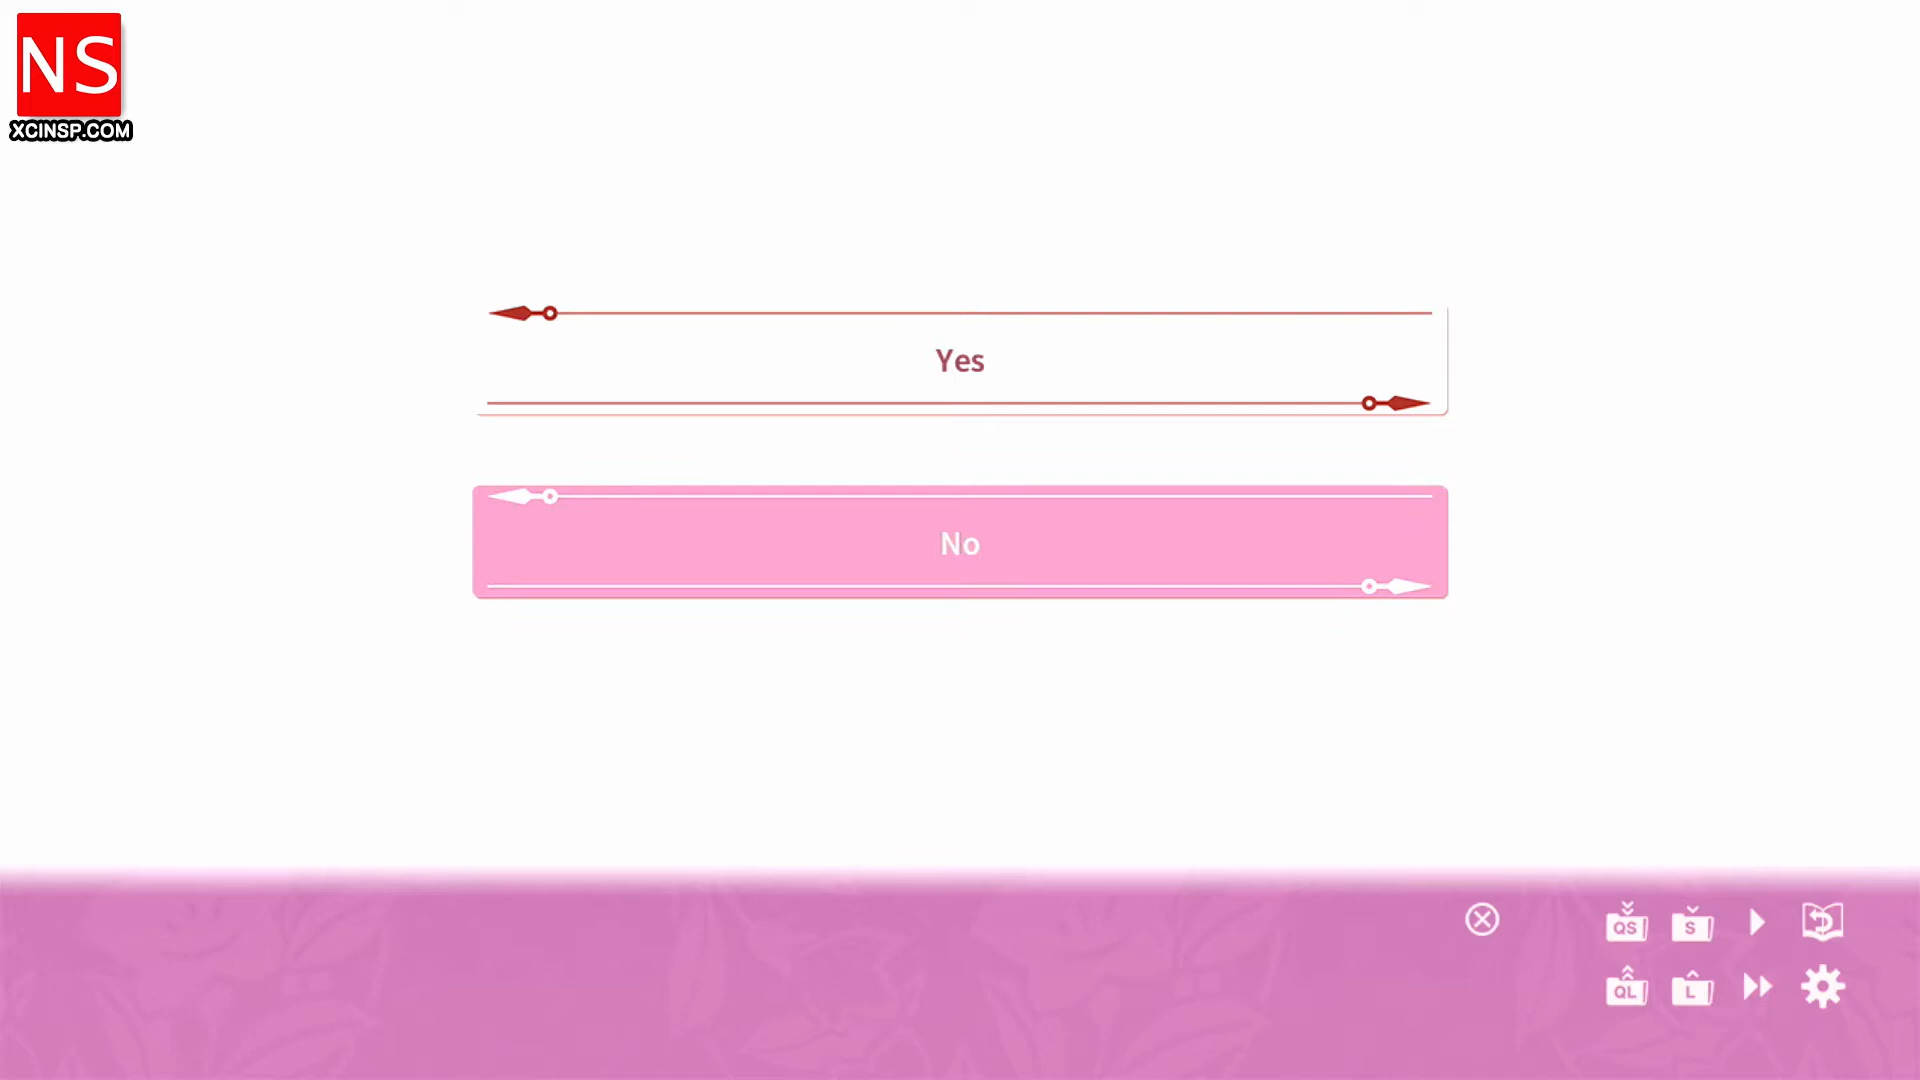 NS
XCINSP.COM
Yes
No
QS
S
QL
L